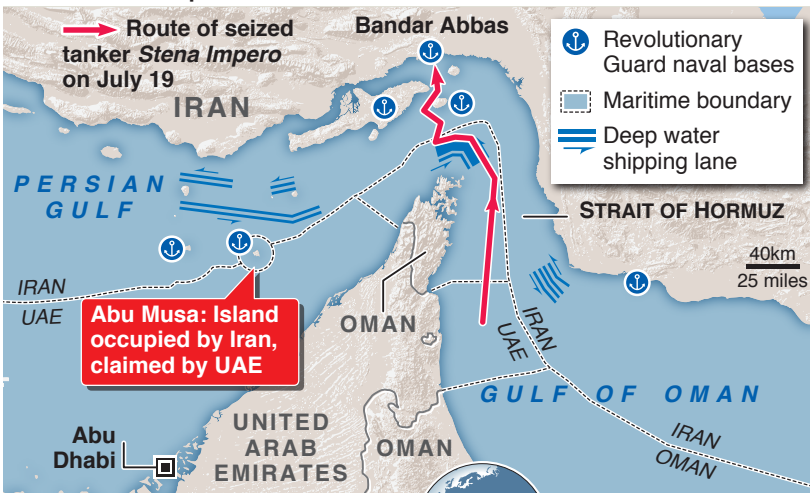 Route of seized
tanker Stena Impero
on July 19
Bandar Abbas
Revolutionary
Guard naval bases
Maritime boundary
Deep water
shipping lane
IRAN
PERSIAN
GULF
STRAIT OF HORMUZ
40km
25 miles
IRAN
UAE
Abu Musa: Island
occupied by Iran,
claimed by UAE
OMAN
IRAN
UAE
GULF OF OMAN
IRAN
OMAN
Abu
Dhabi
UNITED
ARAB
EMIRATES
OMAN